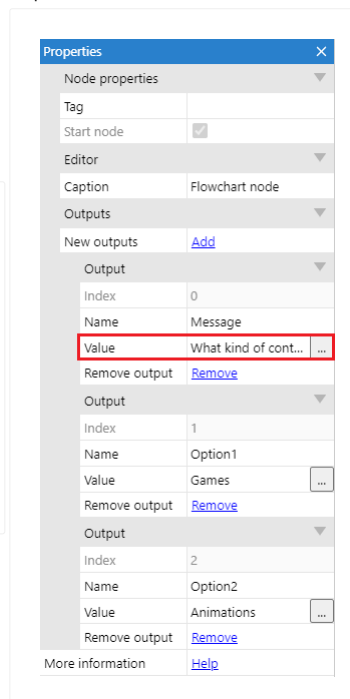 Properties
Node properties
Tag
Start node
Editor
Caption Flowchart node
Outputs
New outputs Add
Output
Index 0
Name Message
Value What kind of cont... ...
Remove output Remove
Output
Index 1
Name Option1
Value Games ...
Remove output Remove
Output
Index 2
Name Option2
Value Animations ...
Remove output Remove
More information Help